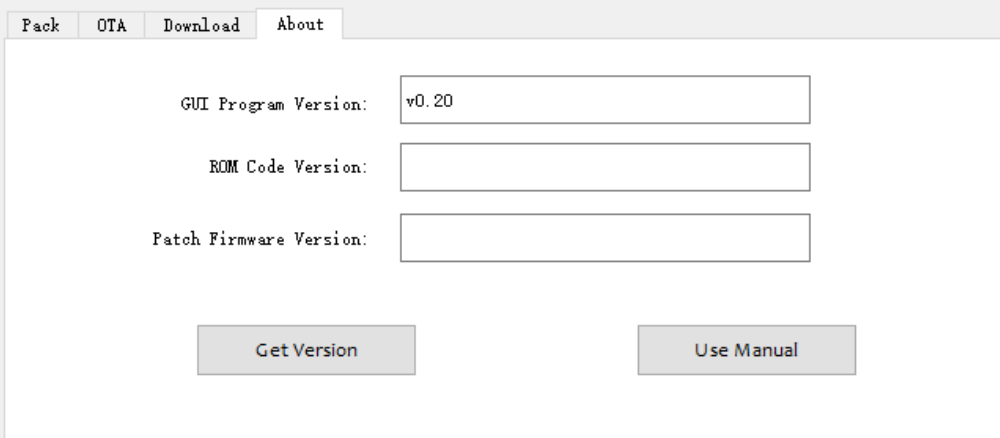 Pack OTA Download About
GUI Program Version: v0.20
ROM Code Version:
Patch Firmware Version:
Get Version Use Manual